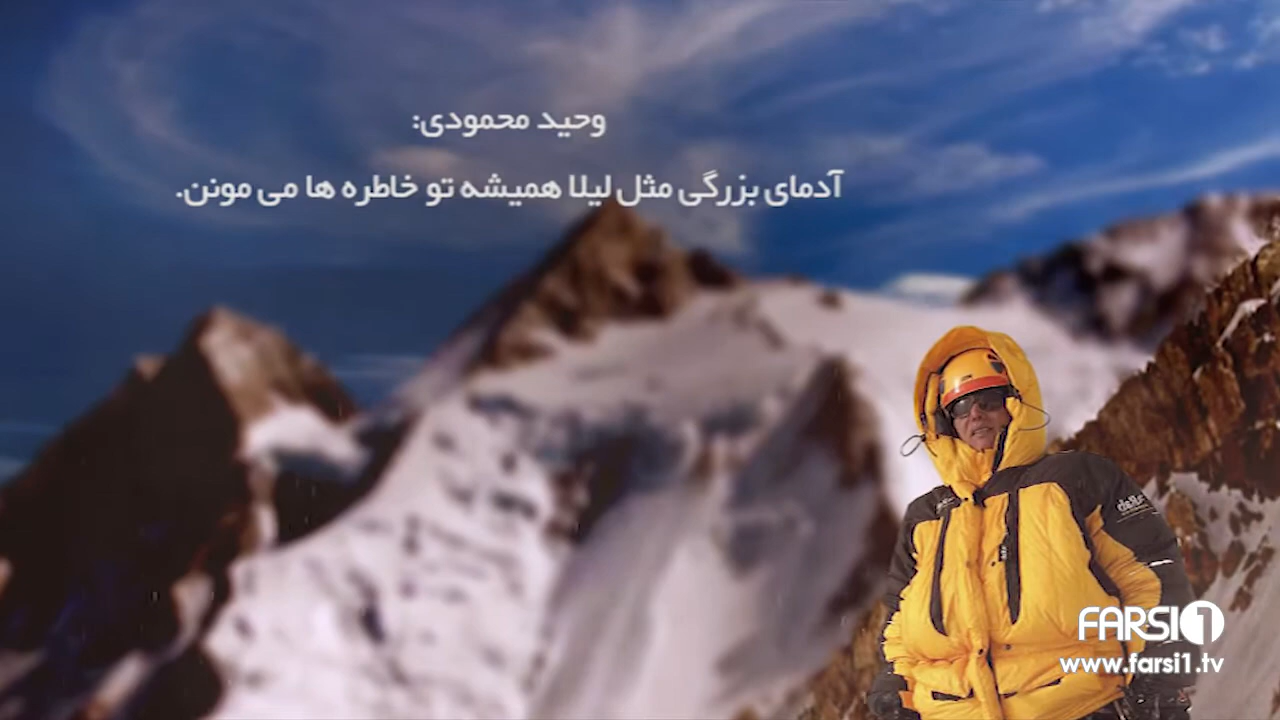 وحید محمودی:
آدمای بزرگی مثل لیلا همیشه تو خاطره ها می مونن.
FARSI1
www.farsi1.tv